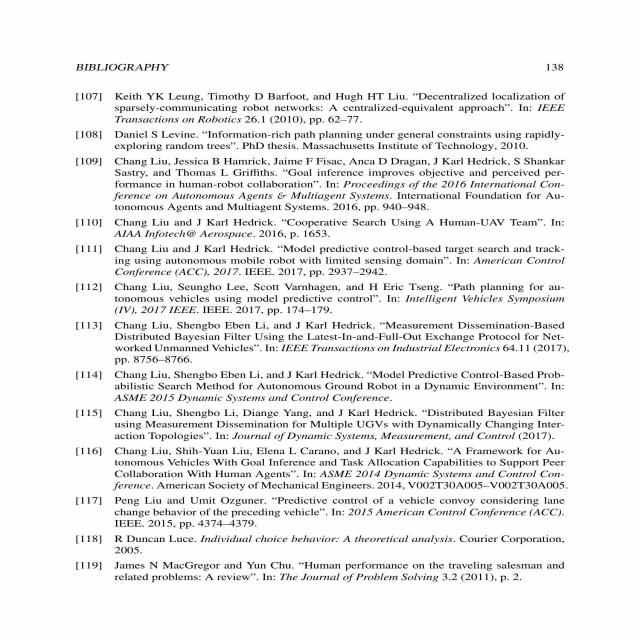 BIBLIOGRAPHY 138
[107] Keith YK Leung, Timothy D Barfoot, and Hugh HT Liu. “Decentralized localization of
sparsely-communicating robot networks: A centralized-equivalent approach”. In: IEEE
Transactions on Robotics 26.1 (2010), pp. 62–77.
[108] Daniel S Levine. “Information-rich path planning under general constraints using rapidly-
exploring random trees”. PhD thesis. Massachusetts Institute of Technology, 2010.
[109] Chang Liu, Jessica B Hamrick, Jaime F Fisac, Anca D Dragan, J Karl Hedrick, S Shankar
Sastry, and Thomas L Griffiths. “Goal inference improves objective and perceived per-
formance in human-robot collaboration”. In: Proceedings of the 2016 International Con-
ference on Autonomous Agents & Multiagent Systems. International Foundation for Au-
tonomous Agents and Multiagent Systems. 2016, pp. 940–948.
[110] Chang Liu and J Karl Hedrick. “Cooperative Search Using A Human-UAV Team”. In:
AIAA Infotech@ Aerospace. 2016, p. 1653.
[111] Chang Liu and J Karl Hedrick. “Model predictive control-based target search and track-
ing using autonomous mobile robot with limited sensing domain”. In: American Control
Conference (ACC), 2017. IEEE. 2017, pp. 2937–2942.
[112] Chang Liu, Seungho Lee, Scott Varnhagen, and H Eric Tseng. “Path planning for au-
tonomous vehicles using model predictive control”. In: Intelligent Vehicles Symposium
(IV), 2017 IEEE. IEEE. 2017, pp. 174–179.
[113] Chang Liu, Shengbo Eben Li, and J Karl Hedrick. “Measurement Dissemination-Based
Distributed Bayesian Filter Using the Latest-In-and-Full-Out Exchange Protocol for Net-
worked Unmanned Vehicles”. In: IEEE Transactions on Industrial Electronics 64.11 (2017),
pp. 8756–8766.
[114] Chang Liu, Shengbo Eben Li, and J Karl Hedrick. “Model Predictive Control-Based Prob-
abilistic Search Method for Autonomous Ground Robot in a Dynamic Environment”. In:
ASME 2015 Dynamic Systems and Control Conference.
[115] Chang Liu, Shengbo Li, Diange Yang, and J Karl Hedrick. “Distributed Bayesian Filter
using Measurement Dissemination for Multiple UGVs with Dynamically Changing Inter-
action Topologies”. In: Journal of Dynamic Systems, Measurement, and Control (2017).
[116] Chang Liu, Shih-Yuan Liu, Elena L Carano, and J Karl Hedrick. “A Framework for Au-
tonomous Vehicles With Goal Inference and Task Allocation Capabilities to Support Peer
Collaboration With Human Agents”. In: ASME 2014 Dynamic Systems and Control Con-
ference. American Society of Mechanical Engineers. 2014, V002T30A005–V002T30A005.
[117] Peng Liu and Umit Ozguner. “Predictive control of a vehicle convoy considering lane
change behavior of the preceding vehicle”. In: 2015 American Control Conference (ACC).
IEEE. 2015, pp. 4374–4379.
[118] R Duncan Luce. Individual choice behavior: A theoretical analysis. Courier Corporation,
2005.
[119] James N MacGregor and Yun Chu. “Human performance on the traveling salesman and
related problems: A review”. In: The Journal of Problem Solving 3.2 (2011), p. 2.